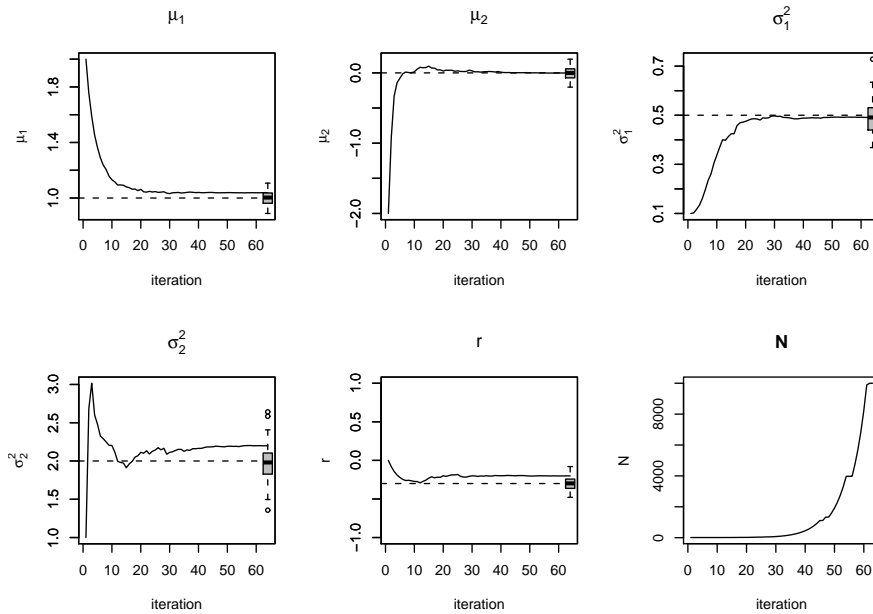 μ₁
μ₁
1.0 1.4 1.8
0 10 20 30 40 50 60
iteration
μ₂
μ₂
−2.0 −1.0 0.0
0 10 20 30 40 50 60
iteration
σ₁²
σ₁²
0.1 0.3 0.5 0.7
0 10 20 30 40 50 60
iteration
σ₂²
σ₂²
1.0 1.5 2.0 2.5 3.0
0 10 20 30 40 50 60
iteration
r
r
−1.0 0.0 1.0
0 10 20 30 40 50 60
iteration
N
N
0 4000 8000
0 10 20 30 40 50 60
iteration